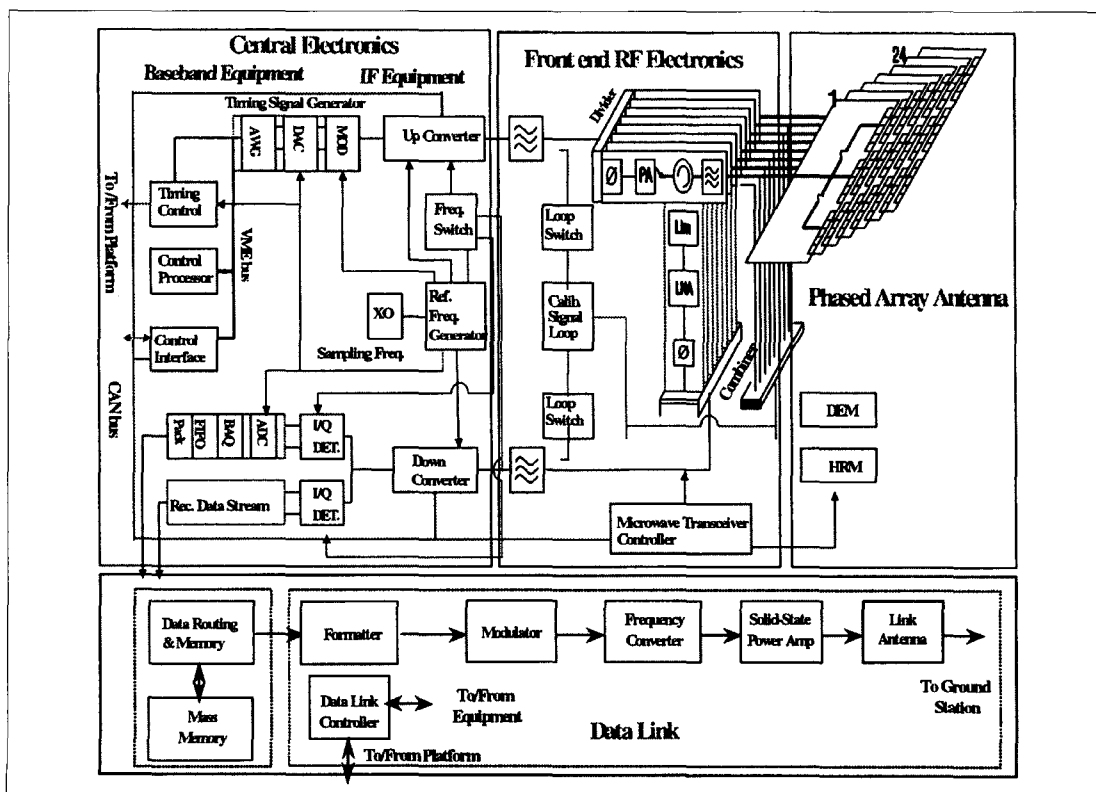 Central Electronics
Baseband Equipment
IF Equipment
Timing Signal Generator
AWG
DAC
MOD
Up Converter
To/From Platform
Timing
Control
VME bus
Control
Processor
Freq.
Switch
XO
Ref.
Freq.
Generator
Sampling Freq.
Control
Interface
CAN bus
Pack
FIFO
BAQ
ADC
I/Q
DET.
Rec. Data Stream
I/Q
DET.
Down
Converter
Front end RF Electronics
Divider
Ø
PA
Loop
Switch
Lim
Calib.
Signal
Loop
LNA
Ø
Loop
Switch
Combines
Microwave Transceiver
Controller
24
1
Phased Array Antenna
DEM
HRM
Data Routing
& Memory
Mass
Memory
Formatter
Modulator
Frequency
Converter
Solid-State
Power Amp
Link
Antenna
To Ground
Station
Data Link
Controller
To/From
Equipment
Data Link
To/From Platform